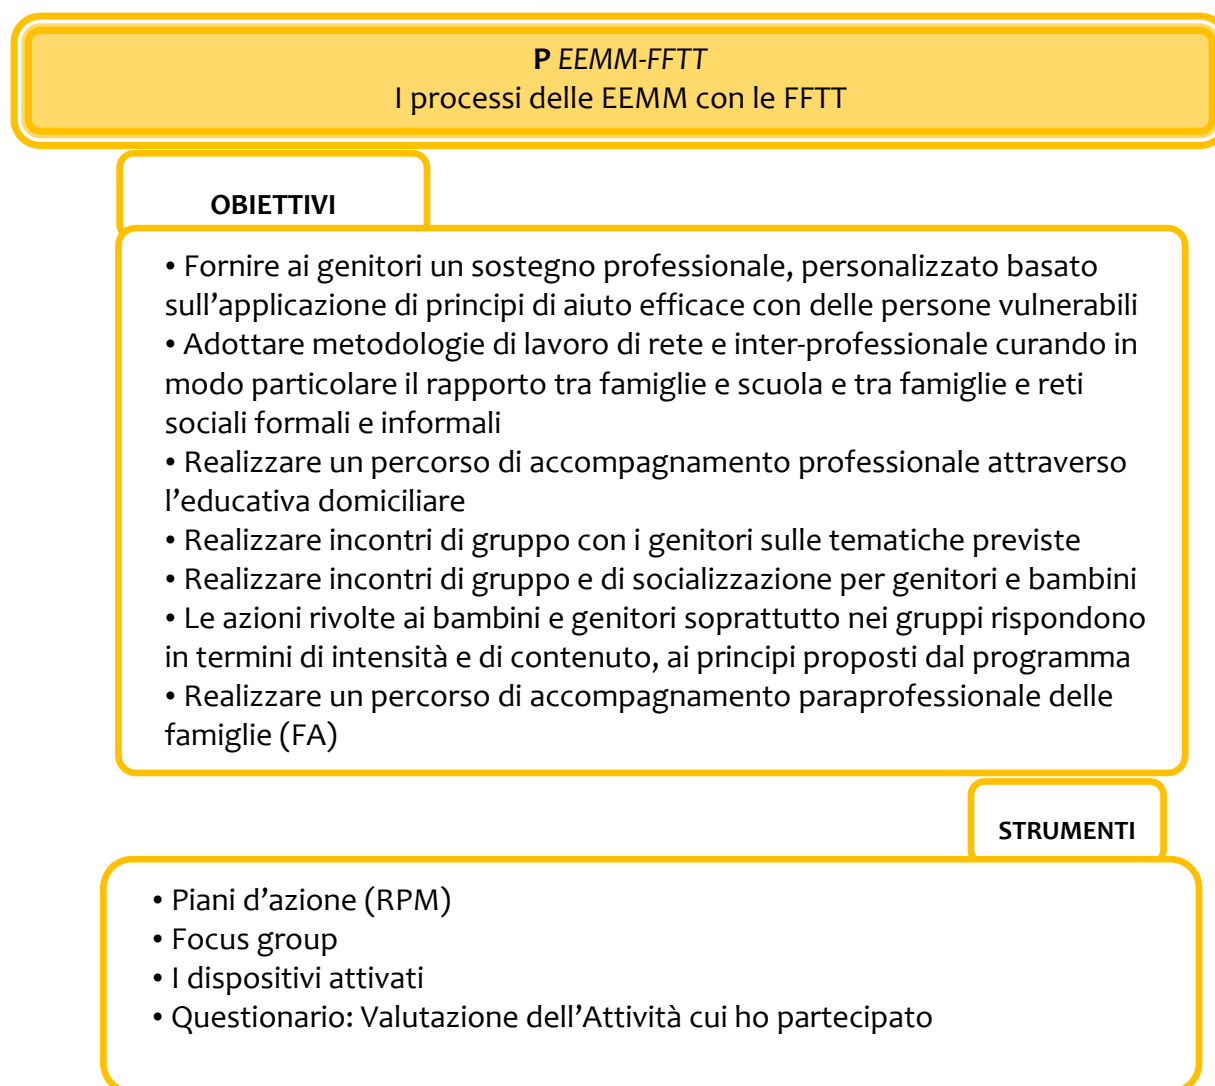 P EEMM-FFTT
I processi delle EEMM con le FFTT
OBIETTIVI
• Fornire ai genitori un sostegno professionale, personalizzato basato
sull’applicazione di principi di aiuto efficace con delle persone vulnerabili
• Adottare metodologie di lavoro di rete e inter-professionale curando in
modo particolare il rapporto tra famiglie e scuola e tra famiglie e reti
sociali formali e informali
• Realizzare un percorso di accompagnamento professionale attraverso
l’educativa domiciliare
• Realizzare incontri di gruppo con i genitori sulle tematiche previste
• Realizzare incontri di gruppo e di socializzazione per genitori e bambini
• Le azioni rivolte ai bambini e genitori soprattutto nei gruppi rispondono
in termini di intensità e di contenuto, ai principi proposti dal programma
• Realizzare un percorso di accompagnamento paraprofessionale delle
famiglie (FA)
STRUMENTI
• Piani d’azione (RPM)
• Focus group
• I dispositivi attivati
• Questionario: Valutazione dell’Attività cui ho partecipato